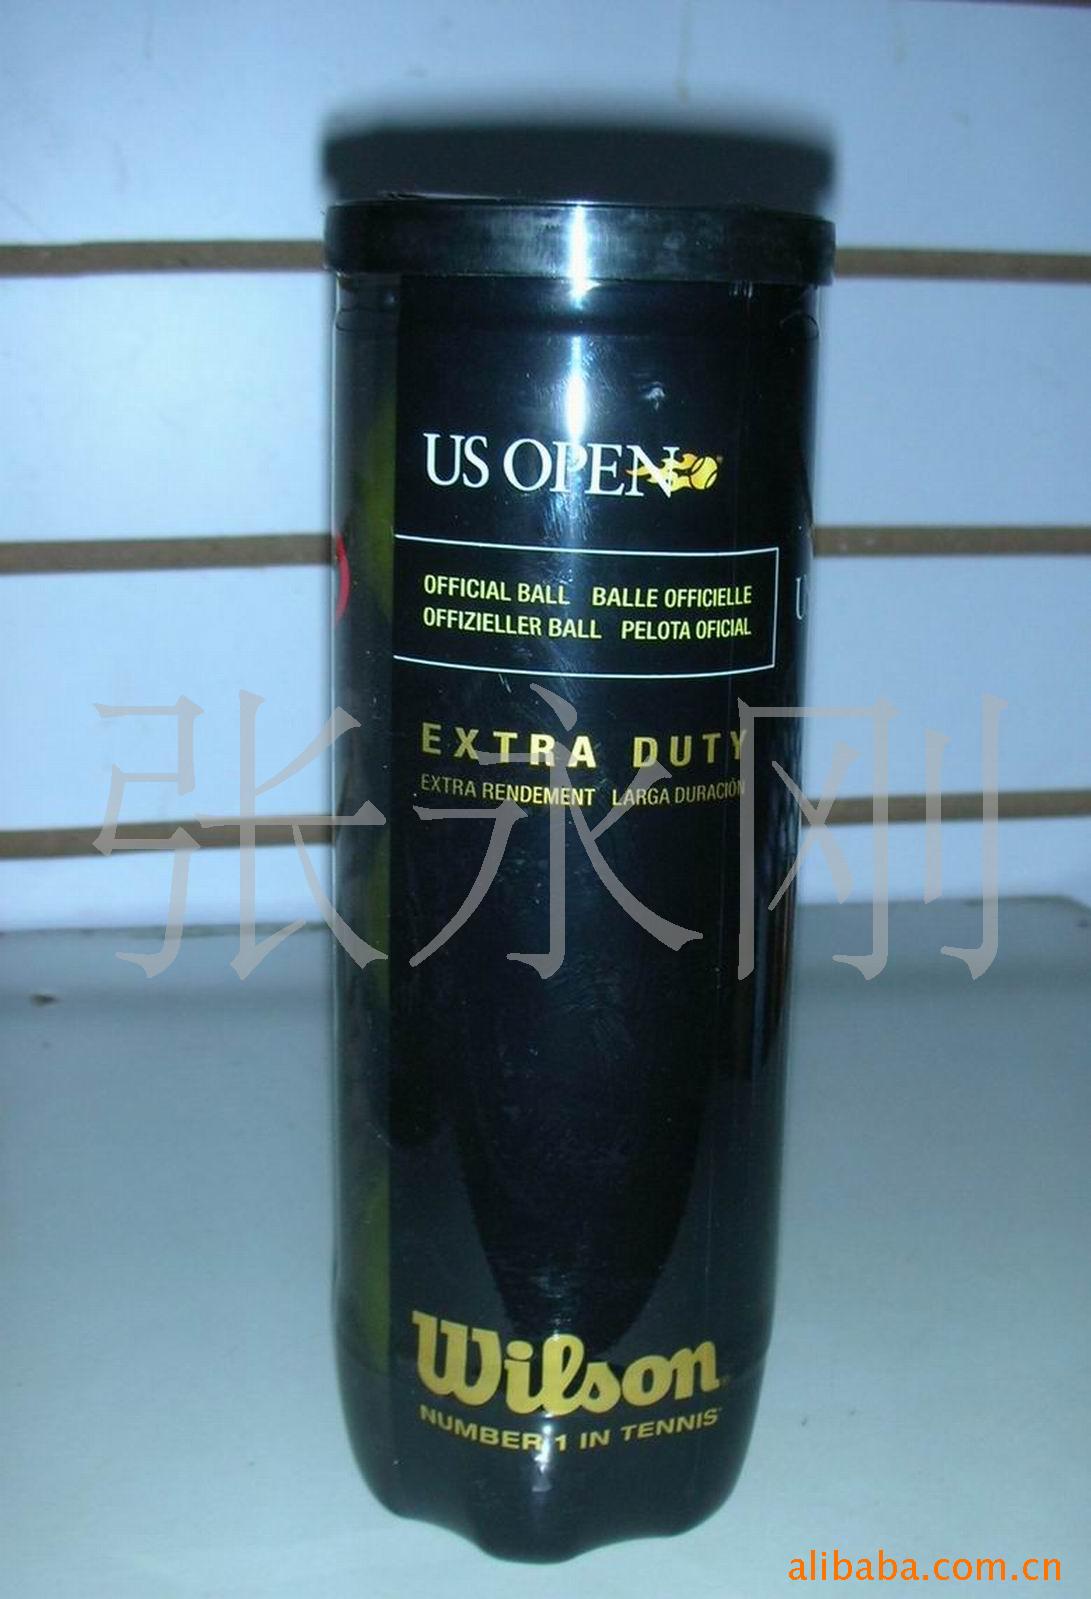 US OPEN
OFFICIAL BALL BALLE OFFICIELLE
OFFIZIELLER BALL PELOTA OFICIAL
EXTRA DUTY
EXTRA RENDEMENT LARGA DURACIÓN
张永刚
Wilson
NUMBER 1 IN TENNIS
alibaba.com.cn